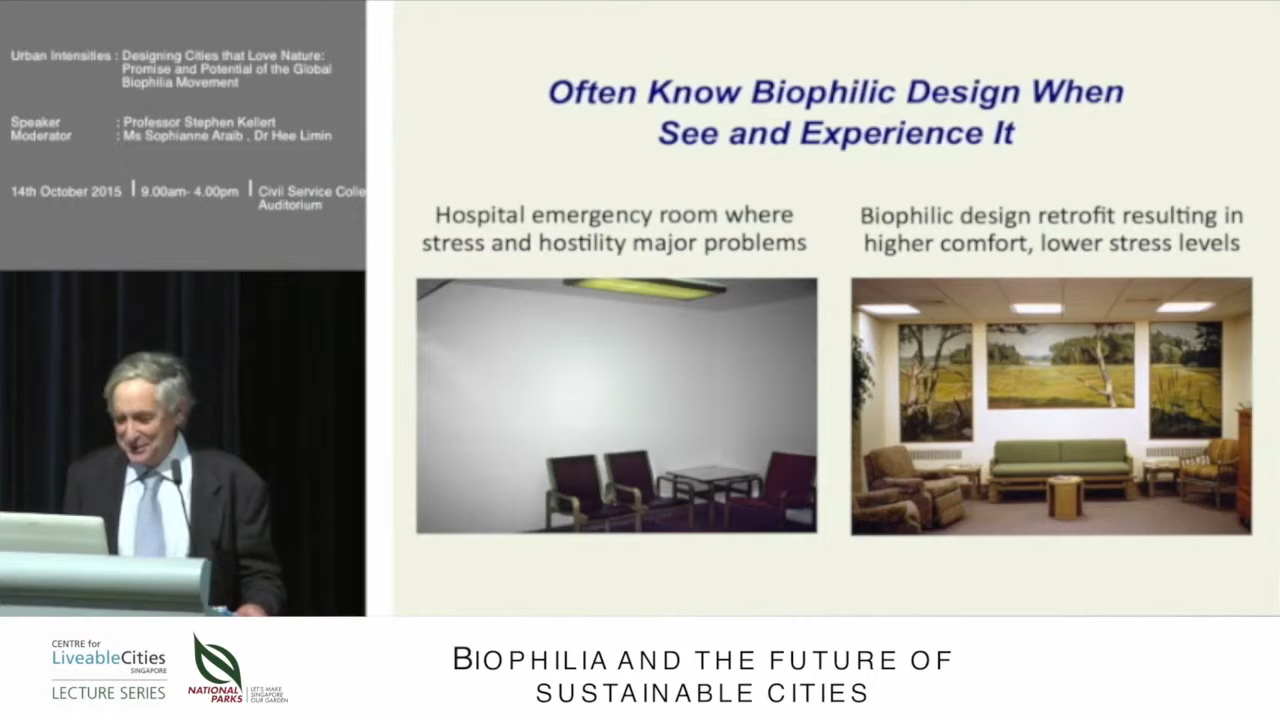 Urban Intensities : Designing Cities that Love Nature:
Promise and Potential of the Global
Biophilia Movement
Speaker : Professor Stephen Kellert
Moderator : Ms Sophianne Araib , Dr Hee Limin
14th October 2015 | 9.00am- 4.00pm | Civil Service Colle
Auditorium
Often Know Biophilic Design When
See and Experience It
Hospital emergency room where
stress and hostility major problems
Biophilic design retrofit resulting in
higher comfort, lower stress levels
CENTRE for
LiveableCities
SINGAPORE
LECTURE SERIES
NATIONAL
PARKS
LET'S MAKE
SINGAPORE
OUR GARDEN
BIOPHILIA AND THE FUTURE OF
SUSTAINABLE CITIES